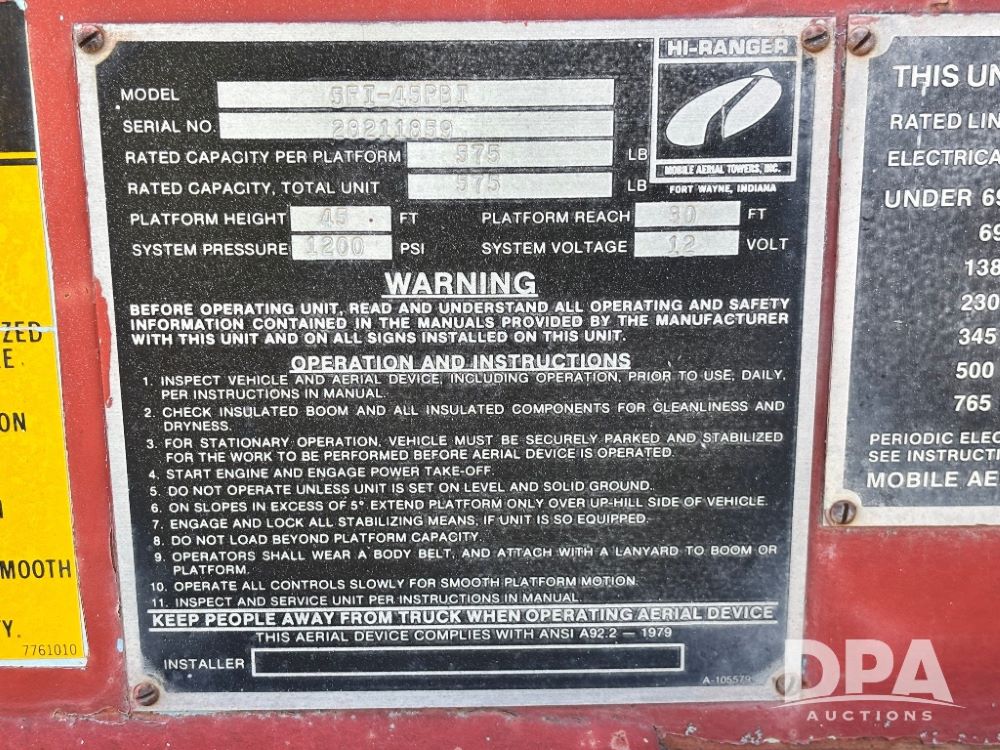 HI-RANGER
MOBILE AERIAL TOWERS, INC.
FORT WAYNE, INDIANA
MODEL 5FI-45PBI
SERIAL NO. 28211859
RATED CAPACITY PER PLATFORM 575 LB
RATED CAPACITY, TOTAL UNIT 575 LB
PLATFORM HEIGHT 45 FT PLATFORM REACH 30 FT
SYSTEM PRESSURE 1200 PSI SYSTEM VOLTAGE 12 VOLT
WARNING
BEFORE OPERATING UNIT, READ AND UNDERSTAND ALL OPERATING AND SAFETY
INFORMATION CONTAINED IN THE MANUALS PROVIDED BY THE MANUFACTURER
WITH THIS UNIT AND ON ALL SIGNS INSTALLED ON THIS UNIT.
OPERATION AND INSTRUCTIONS
1. INSPECT VEHICLE AND AERIAL DEVICE, INCLUDING OPERATION, PRIOR TO USE, DAILY,
PER INSTRUCTIONS IN MANUAL.
2. CHECK INSULATED BOOM AND ALL INSULATED COMPONENTS FOR CLEANLINESS AND
DRYNESS.
3. FOR STATIONARY OPERATION, VEHICLE MUST BE SECURELY PARKED AND STABILIZED
FOR THE WORK TO BE PERFORMED BEFORE AERIAL DEVICE IS OPERATED.
4. START ENGINE AND ENGAGE POWER TAKE-OFF.
5. DO NOT OPERATE UNLESS UNIT IS SET ON LEVEL AND SOLID GROUND.
6. ON SLOPES IN EXCESS OF 5° EXTEND PLATFORM ONLY OVER UP-HILL SIDE OF VEHICLE.
7. ENGAGE AND LOCK ALL STABILIZING MEANS, IF UNIT IS SO EQUIPPED.
8. DO NOT LOAD BEYOND PLATFORM CAPACITY.
9. OPERATORS SHALL WEAR A BODY BELT, AND ATTACH WITH A LANYARD TO BOOM OR
PLATFORM.
10. OPERATE ALL CONTROLS SLOWLY FOR SMOOTH PLATFORM MOTION.
11. INSPECT AND SERVICE UNIT PER INSTRUCTIONS IN MANUAL.
KEEP PEOPLE AWAY FROM TRUCK WHEN OPERATING AERIAL DEVICE
THIS AERIAL DEVICE COMPLIES WITH ANSI A92.2 — 1979
INSTALLER
A-105579
ZED
E
ON
MOOTH
Y.
7761010
THIS UN
RATED LIN
ELECTRICA
UNDER 69
69
138
230
345
500
765
PERIODIC ELEC
SEE INSTRUCTI
MOBILE AE
DPA
AUCTIONS